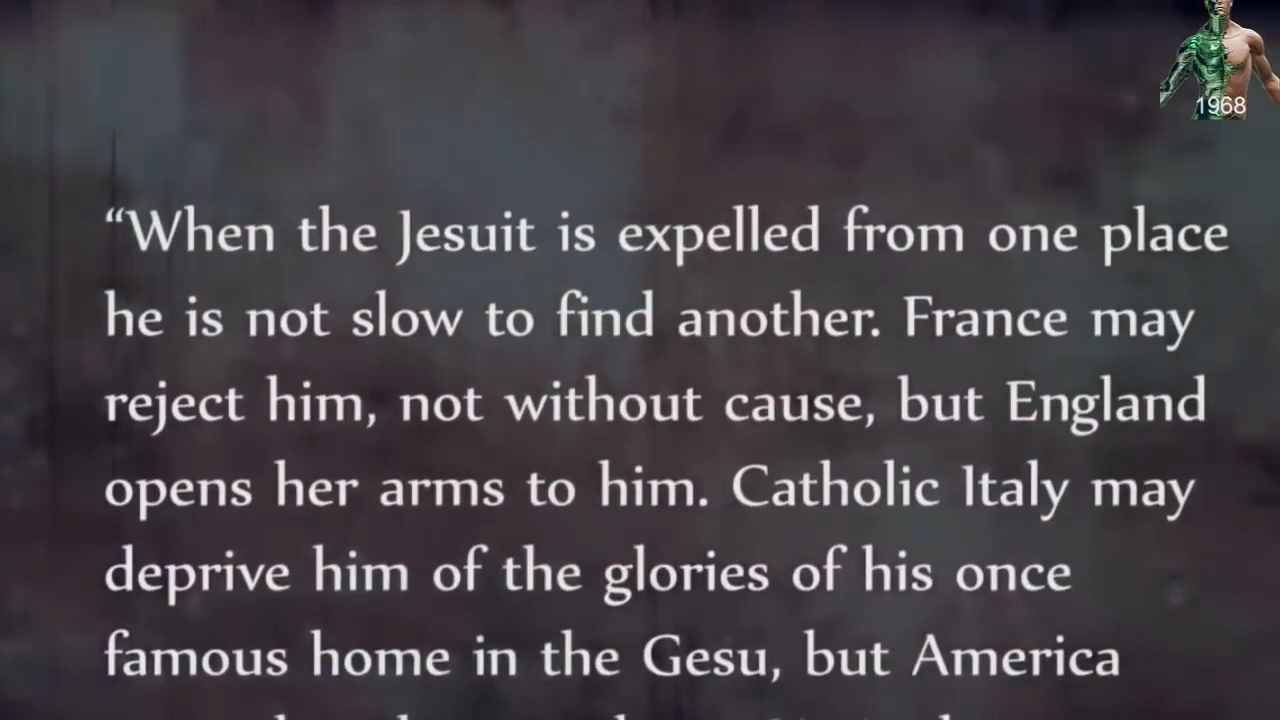 1968
“When the Jesuit is expelled from one place
he is not slow to find another. France may
reject him, not without cause, but England
opens her arms to him. Catholic Italy may
deprive him of the glories of his once
famous home in the Gesu, but America